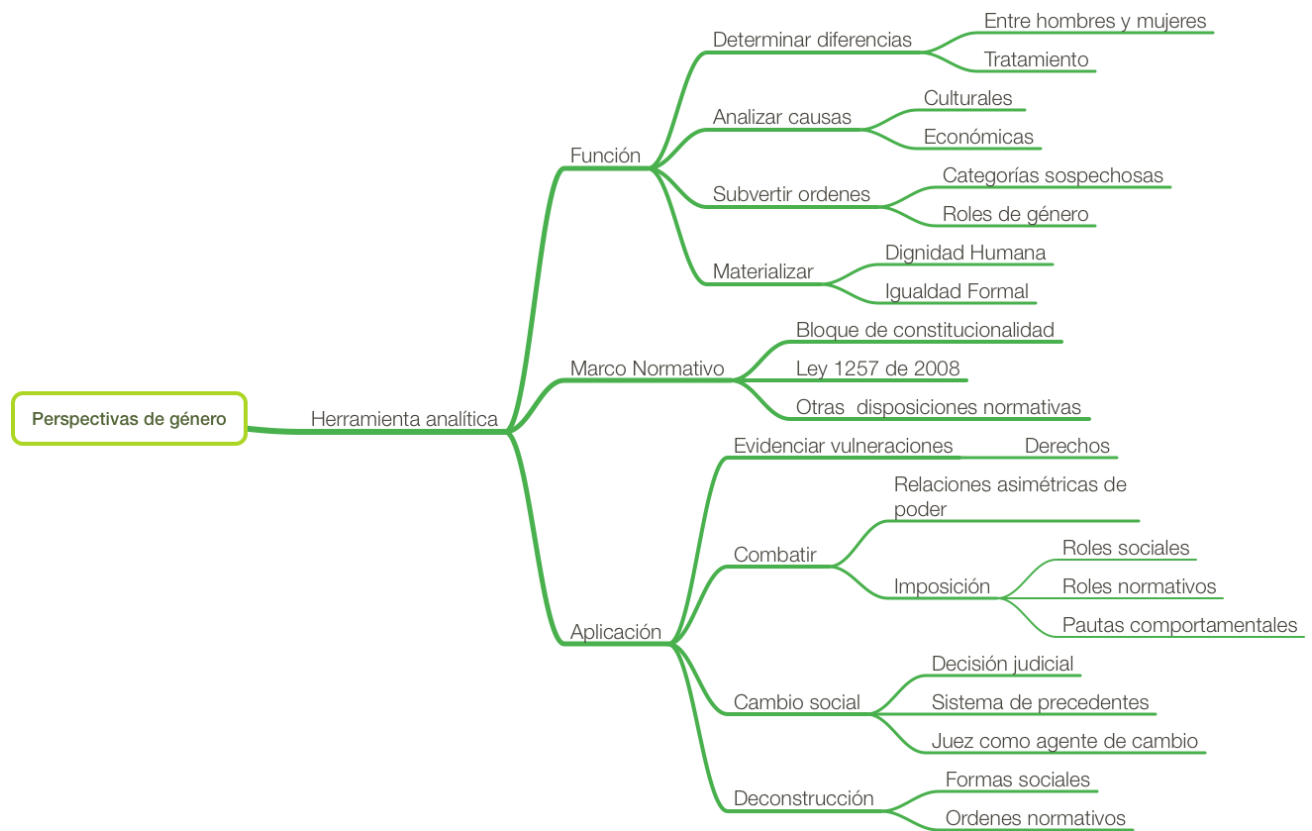 Perspectivas de género
Herramienta analítica
Función
Determinar diferencias
Entre hombres y mujeres
Tratamiento
Analizar causas
Culturales
Económicas
Subvertir ordenes
Categorías sospechosas
Roles de género
Materializar
Dignidad Humana
Igualdad Formal
Marco Normativo
Bloque de constitucionalidad
Ley 1257 de 2008
Otras  disposiciones normativas
Aplicación
Evidenciar vulneraciones
Derechos
Combatir
Relaciones asimétricas de
poder
Imposición
Roles sociales
Roles normativos
Pautas comportamentales
Cambio social
Decisión judicial
Sistema de precedentes
Juez como agente de cambio
Deconstrucción
Formas sociales
Ordenes normativos